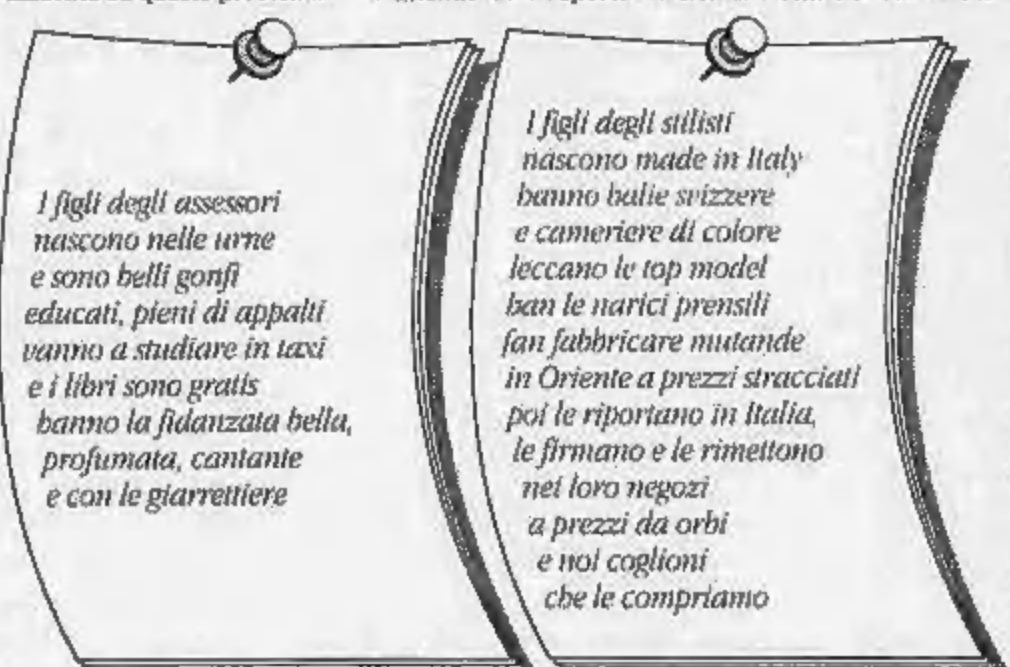 I figli degli assessori
nascono nelle urne
e sono belli gonfi
educati, pieni di appalti
vanno a studiare in taxi
e i libri sono gratis
hanno la fidanzata bella,
profumata, cantante
e con le giarrettiere
I figli degli stilisti
nascono made in Italy
hanno balie svizzere
e cameriere di colore
leccano le top model
han le narici prensili
fan fabbricare mutande
in Oriente a prezzi stracciati
poi le riportano in Italia,
le firmano e le rimettono
nei loro negozi
a prezzi da orbi
e noi coglioni
che le compriamo